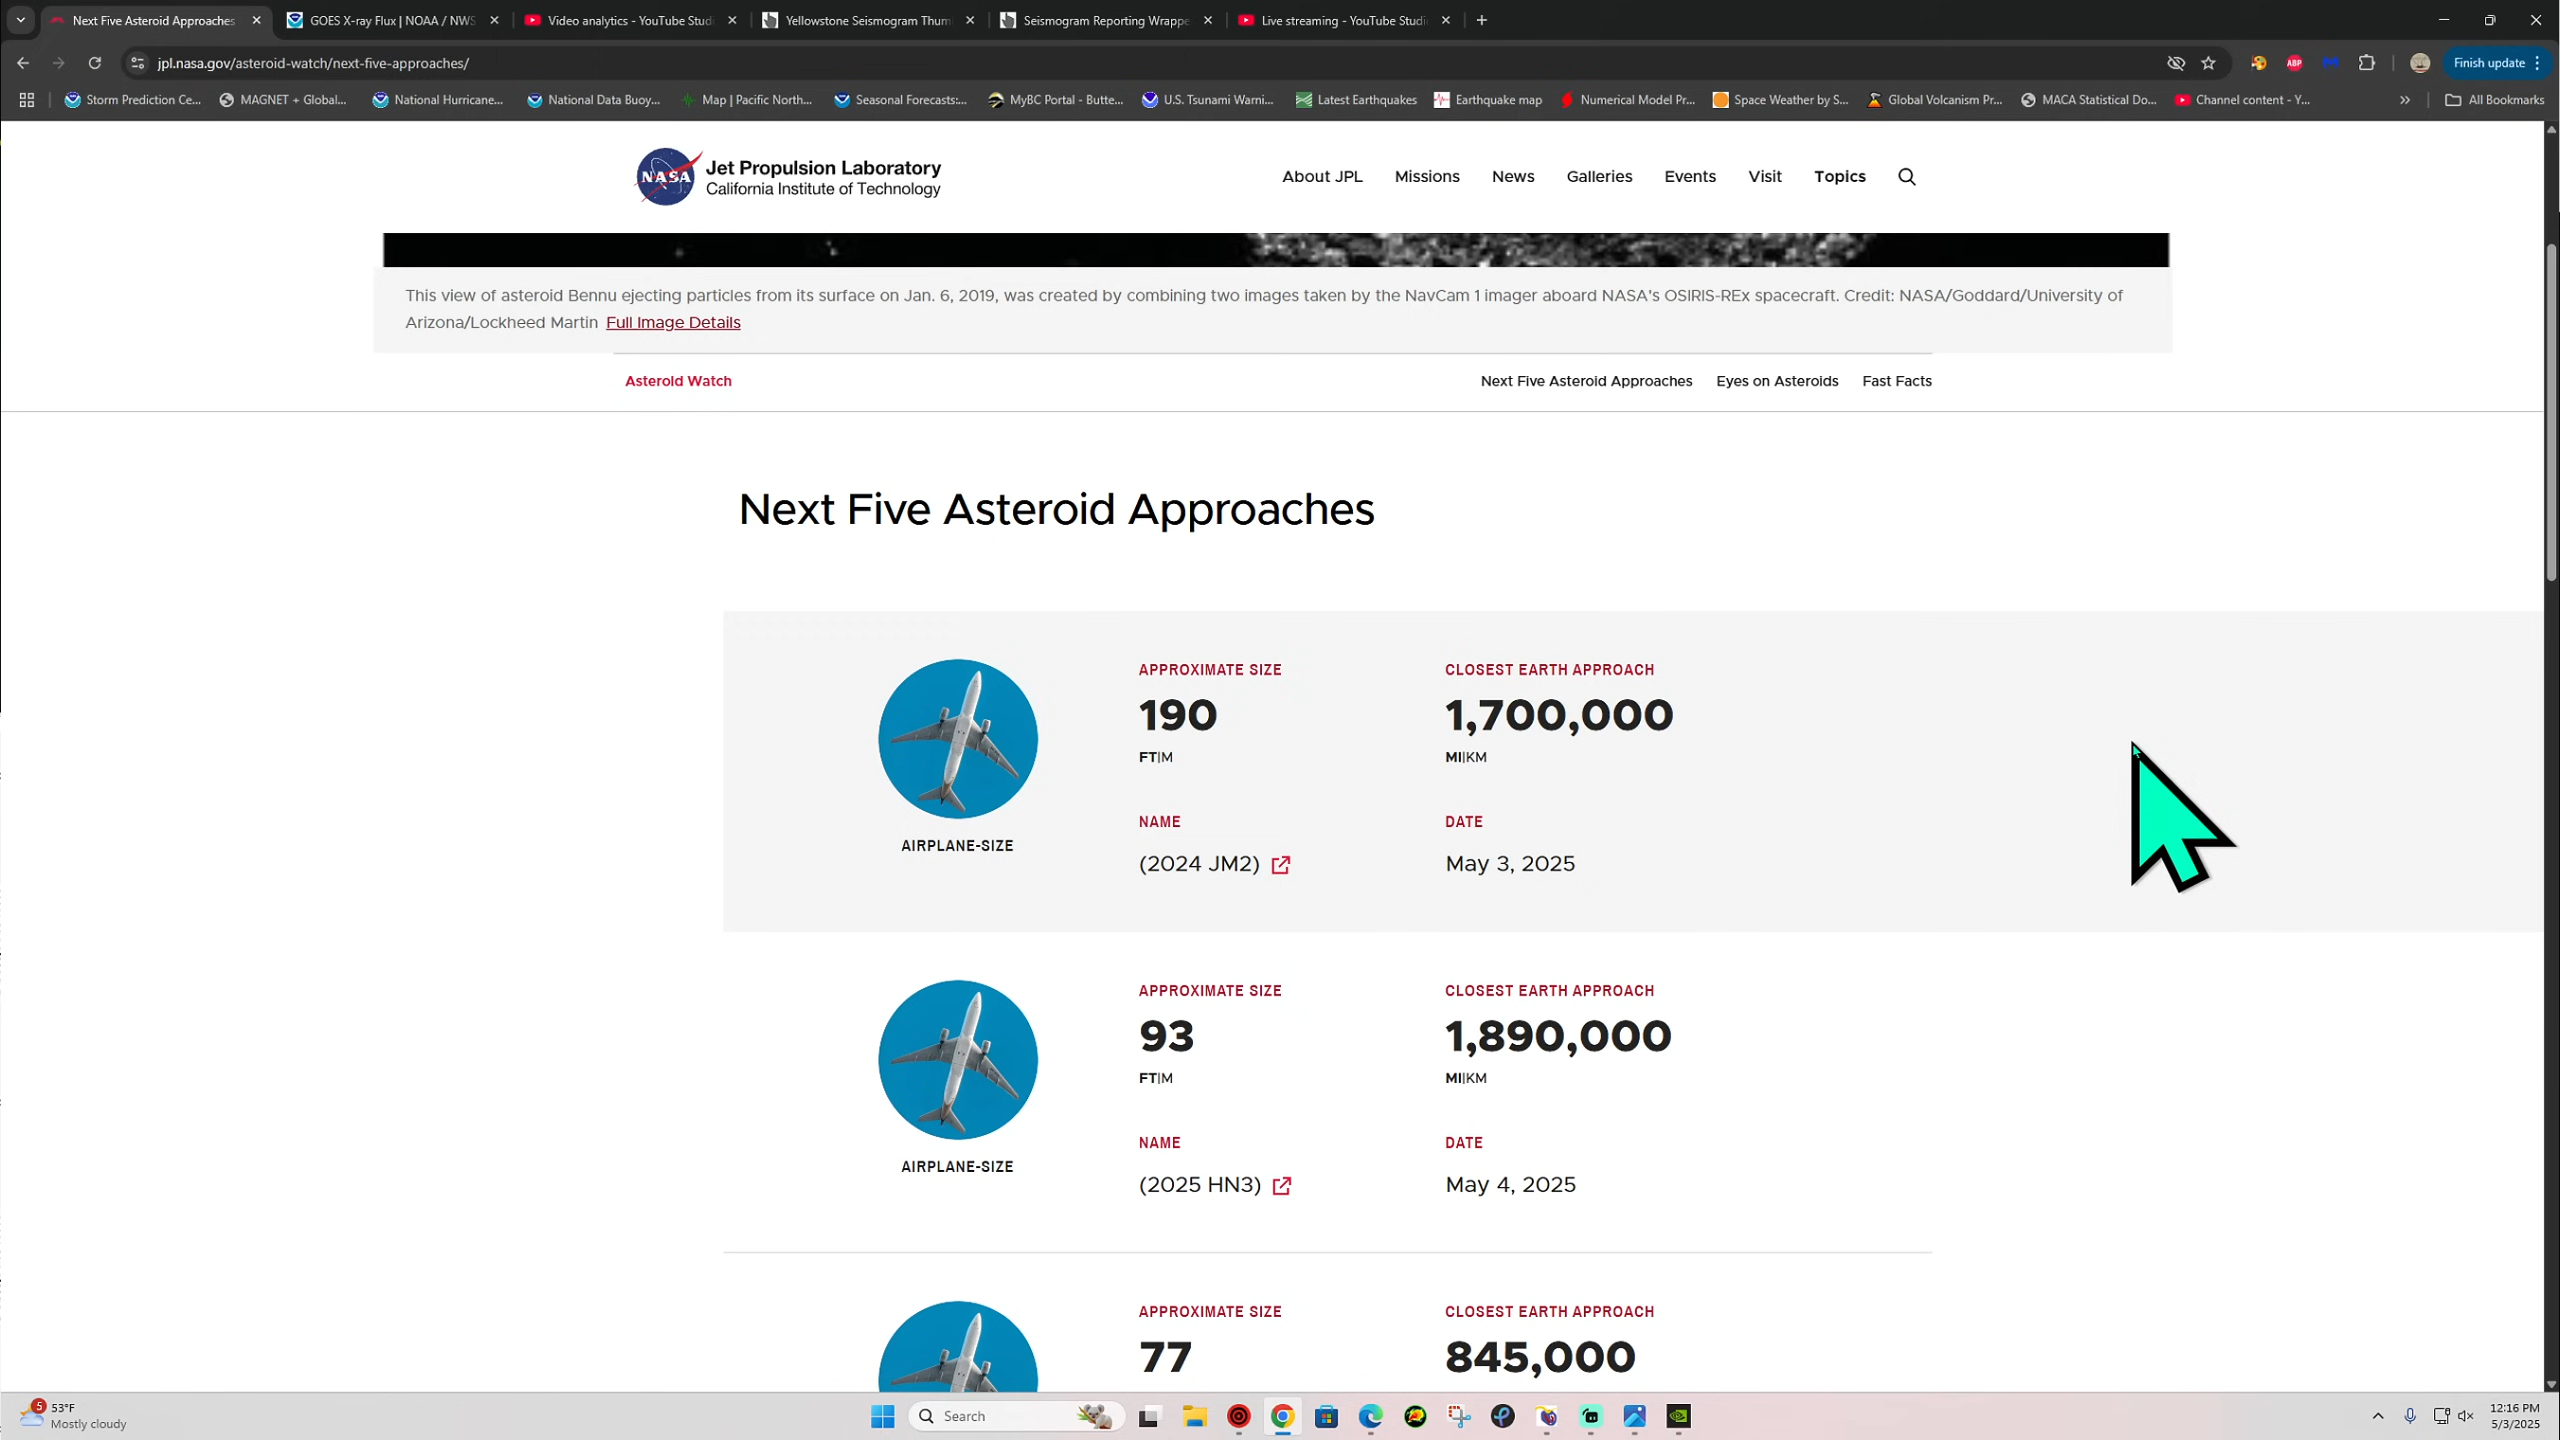 Next Five Asteroid Approaches
GOES X-ray Flux | NOAA / NWS
Video analytics - YouTube Studi
Yellowstone Seismogram Thum
Seismogram Reporting Wrappe
Live streaming - YouTube Studi
jpl.nasa.gov/asteroid-watch/next-five-approaches/
ABP
Finish update
Storm Prediction Ce...
MAGNET + Global...
National Hurricane...
National Data Buoy...
Map | Pacific North...
Seasonal Forecasts:...
MyBC Portal - Butte...
U.S. Tsunami Warni...
Latest Earthquakes
Earthquake map
Numerical Model Pr...
Space Weather by S...
Global Volcanism Pr...
MACA Statistical Do...
Channel content - Y...
All Bookmarks
NASA
Jet Propulsion Laboratory
California Institute of Technology
About JPL
Missions
News
Galleries
Events
Visit
Topics
This view of asteroid Bennu ejecting particles from its surface on Jan. 6, 2019, was created by combining two images taken by the NavCam 1 imager aboard NASA's OSIRIS-REx spacecraft. Credit: NASA/Goddard/University of
Arizona/Lockheed Martin Full Image Details
Asteroid Watch
Next Five Asteroid Approaches
Eyes on Asteroids
Fast Facts
Next Five Asteroid Approaches
APPROXIMATE SIZE
190
FT|M
CLOSEST EARTH APPROACH
1,700,000
MI|KM
AIRPLANE-SIZE
NAME
(2024 JM2)
DATE
May 3, 2025
APPROXIMATE SIZE
93
FT|M
CLOSEST EARTH APPROACH
1,890,000
MI|KM
AIRPLANE-SIZE
NAME
(2025 HN3)
DATE
May 4, 2025
APPROXIMATE SIZE
77
CLOSEST EARTH APPROACH
845,000
5
53°F
Mostly cloudy
Search
12:16 PM
5/3/2025